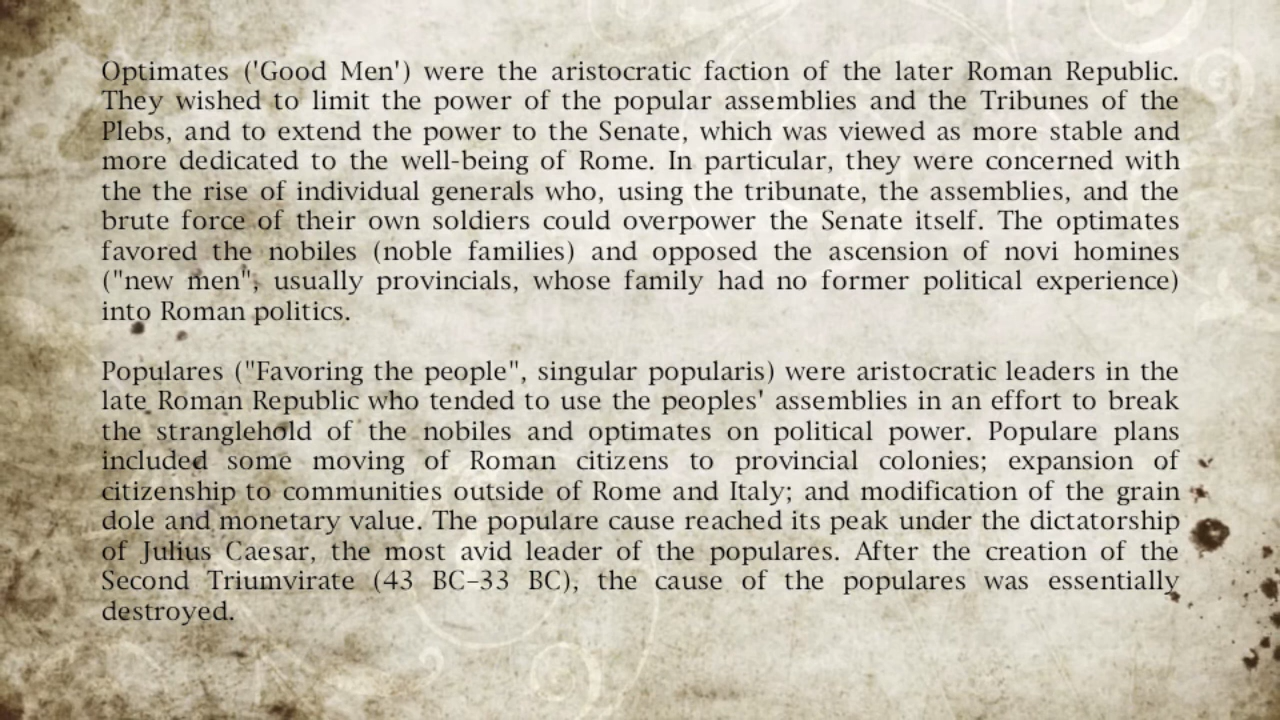 Optimates ('Good Men') were the aristocratic faction of the later Roman Republic.
They wished to limit the power of the popular assemblies and the Tribunes of the
Plebs, and to extend the power to the Senate, which was viewed as more stable and
more dedicated to the well-being of Rome. In particular, they were concerned with
the the rise of individual generals who, using the tribunate, the assemblies, and the
brute force of their own soldiers could overpower the Senate itself. The optimates
favored the nobiles (noble families) and opposed the ascension of novi homines
("new men", usually provincials, whose family had no former political experience)
into Roman politics.

Populares ("Favoring the people", singular popularis) were aristocratic leaders in the
late Roman Republic who tended to use the peoples' assemblies in an effort to break
the stranglehold of the nobiles and optimates on political power. Populare plans
included some moving of Roman citizens to provincial colonies; expansion of
citizenship to communities outside of Rome and Italy; and modification of the grain
dole and monetary value. The populare cause reached its peak under the dictatorship
of Julius Caesar, the most avid leader of the populares. After the creation of the
Second Triumvirate (43 BC–33 BC), the cause of the populares was essentially
destroyed.